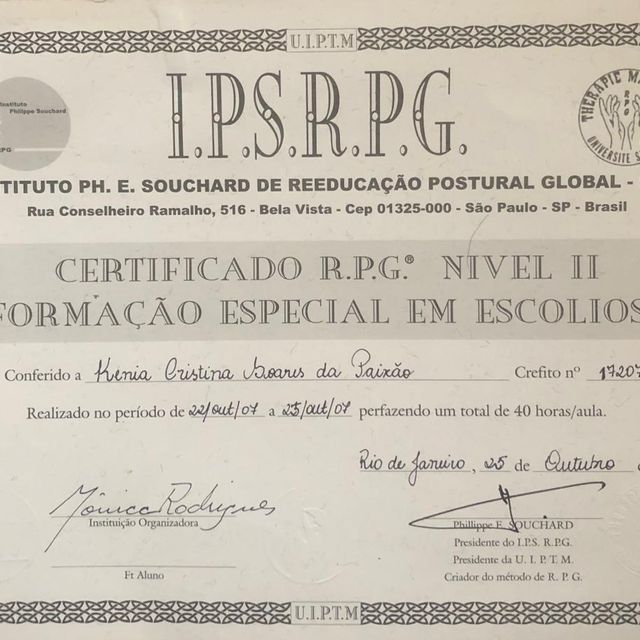 U.I.P.T.M
Instituto
Philippe Souchard
RPG
I.P.S.R.P.G.
THERAPIE MA
RPG
UNIVERSITE S
TITUTO PH. E. SOUCHARD DE REEDUCAÇÃO POSTURAL GLOBAL -
Rua Conselheiro Ramalho, 516 - Bela Vista - Cep 01325-000 - São Paulo - SP - Brasil
CERTIFICADO R.P.G.® NIVEL II
FORMAÇÃO ESPECIAL EM ESCOLIOS
Conferido a Kenia Cristina Soares da Paixão Crefito nº 17207
Realizado no período de 22/out/07 a 25/out/07 perfazendo um total de 40 horas/aula.
Rio de Janeiro, 25 de Outubro
Mônica Rodrigues
Instituição Organizadora
Ft Aluno
Phillippe E. SOUCHARD
Presidente do I.P.S. R.P.G.
Presidente da U. I. P. T. M.
Criador do método de R. P. G.
U.I.P.T.M